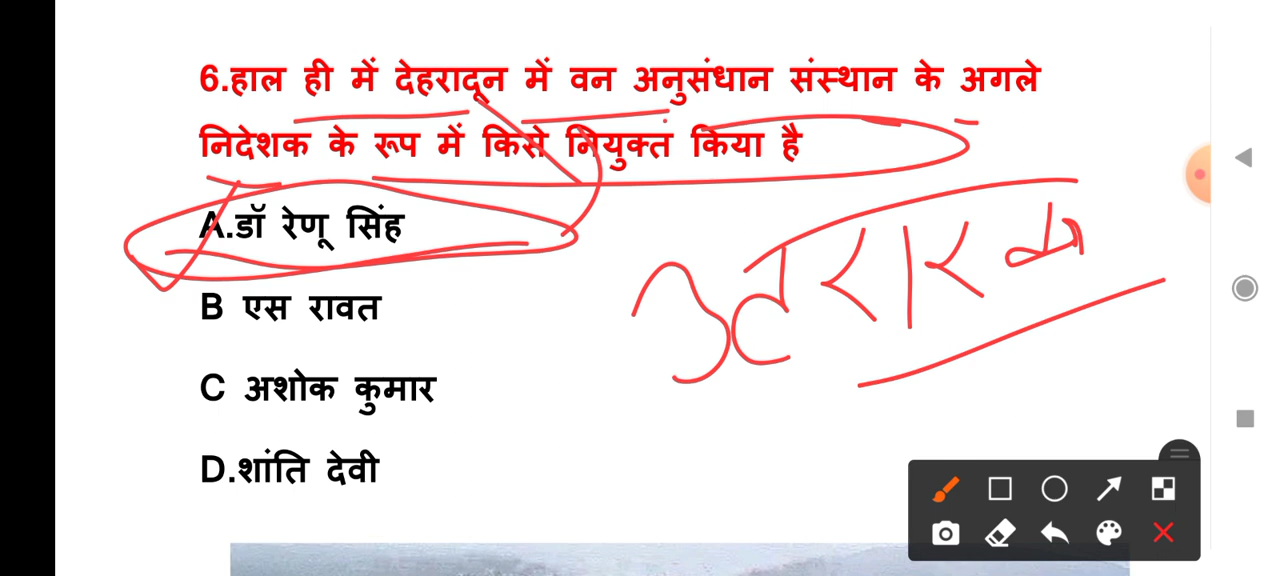 6.हाल ही में देहरादून में वन अनुसंधान संस्थान के अगले
निदेशक के रूप में किसे नियुक्त किया है
A.डॉ रेणू सिंह
B एस रावत
C अशोक कुमार
D.शांति देवी